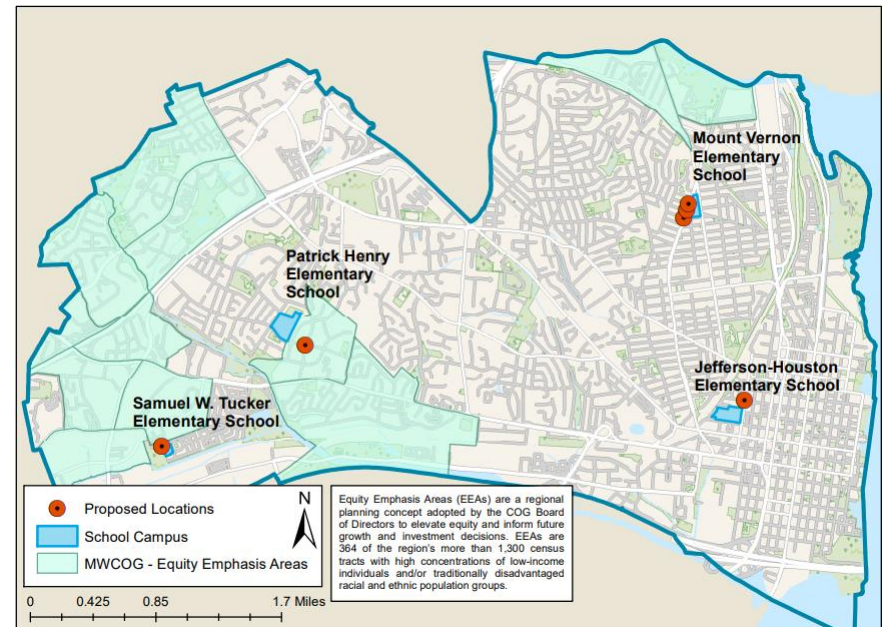 Mount Vernon
Elementary
School
Patrick Henry
Elementary
School
Jefferson-Houston
Elementary School
Samuel W. Tucker
Elementary School
Proposed Locations
School Campus
MWCOG - Equity Emphasis Areas
N
0 0.425 0.85 1.7 Miles
Equity Emphasis Areas (EEAs) are a regional
planning concept adopted by the COG Board
of Directors to elevate equity and inform future
growth and investment decisions. EEAs are
364 of the region's more than 1,300 census
tracts with high concentrations of low-income
individuals and/or traditionally disadvantaged
racial and ethnic population groups.